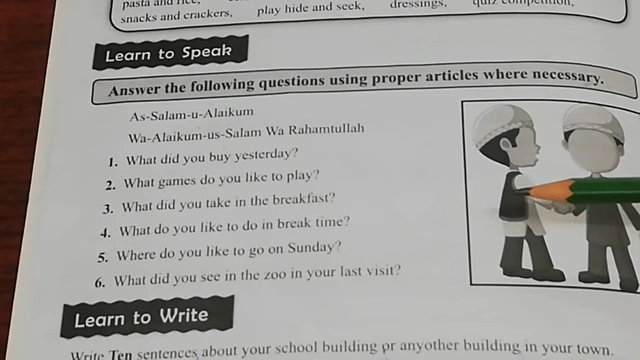 pasta and rice,
snacks and crackers, play hide and seek, dressings, quiz competition,
Learn to Speak
Answer the following questions using proper articles where necessary.
As-Salam-u-Alaikum
Wa-Alaikum-us-Salam Wa Rahamtullah
1. What did you buy yesterday?
2. What games do you like to play?
3. What did you take in the breakfast?
4. What do you like to do in break time?
5. Where do you like to go on Sunday?
6. What did you see in the zoo in your last visit?
Learn to Write
Write Ten sentences about your school building or anyother building in your town.